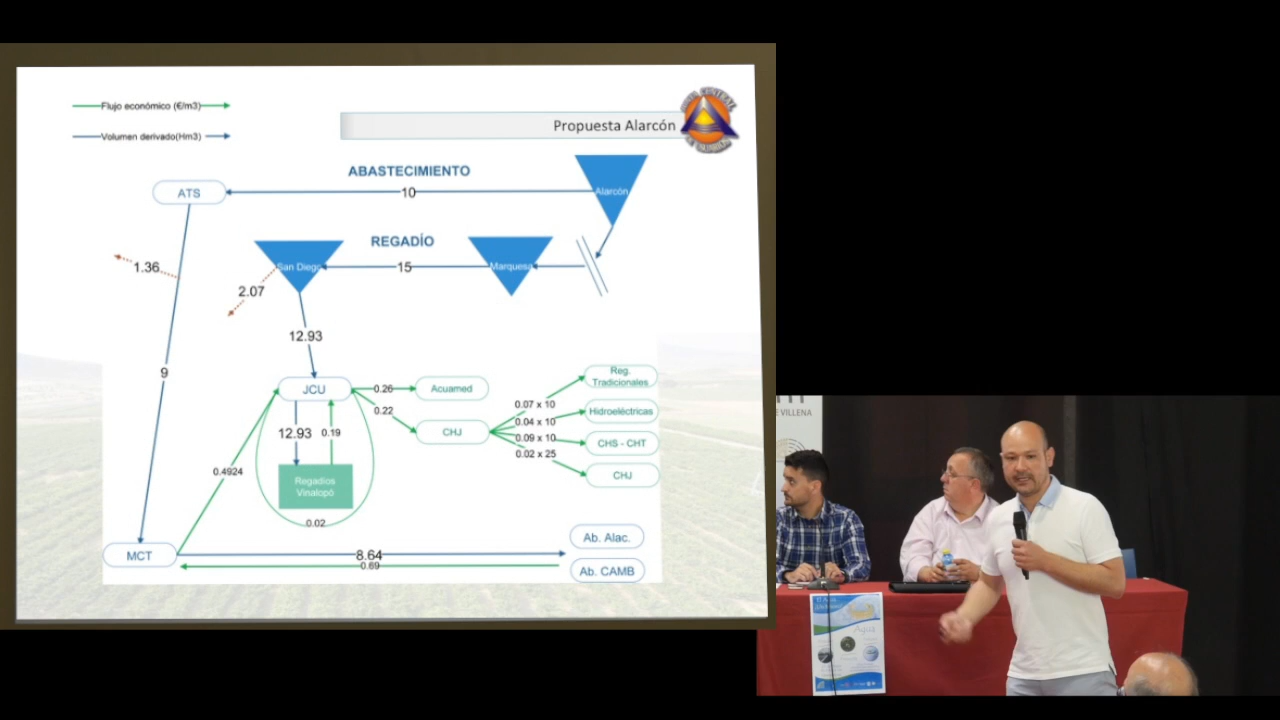 Flujo económico (€/m3)
Volumen derivado(Hm3)
Propuesta Alarcón
ABASTECIMIENTO
ATS
10
Alarcón
REGADÍO
San Diego
15
Marquesa
1.36
2.07
12.93
9
JCU
0.26
Acuamed
0.22
CHJ
Reg.
Tradicionales
0.07 x 10
Hidroeléctricas
0.04 x 10
0.09 x 10
CHS - CHT
0.02 x 25
CHJ
12.93
0.19
0.4924
Regadíos
Vinalopó
0.02
MCT
8.64
0.69
Ab. Alac.
Ab. CAMB
E VILLENA
Agua